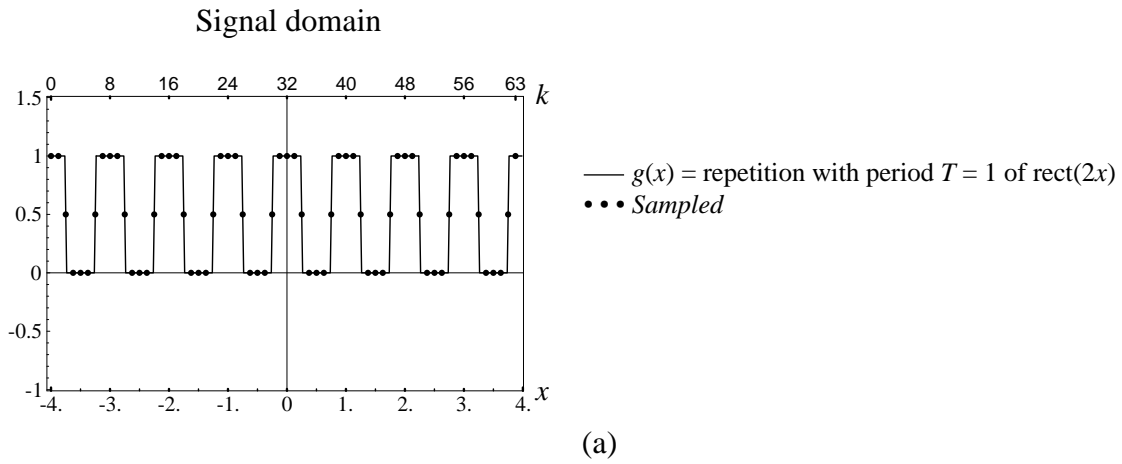 Signal domain
0 8 16 24 32 40 48 56 63 k
1.5
1
0.5
0
-0.5
-1
-4. -3. -2. -1. 0 1. 2. 3. 4. x
g(x) = repetition with period T = 1 of rect(2x)
Sampled
(a)